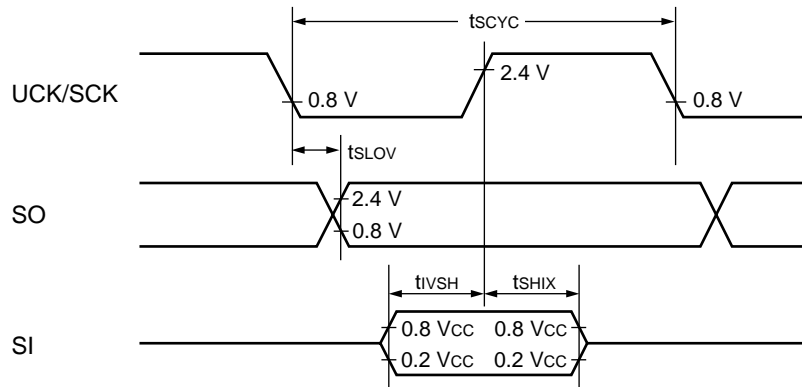 tSCYC
UCK/SCK
0.8 V
2.4 V
0.8 V
tSLOV
SO
2.4 V
0.8 V
tIVSH
tSHIX
SI
0.8 VCC 0.8 VCC
0.2 VCC 0.2 VCC